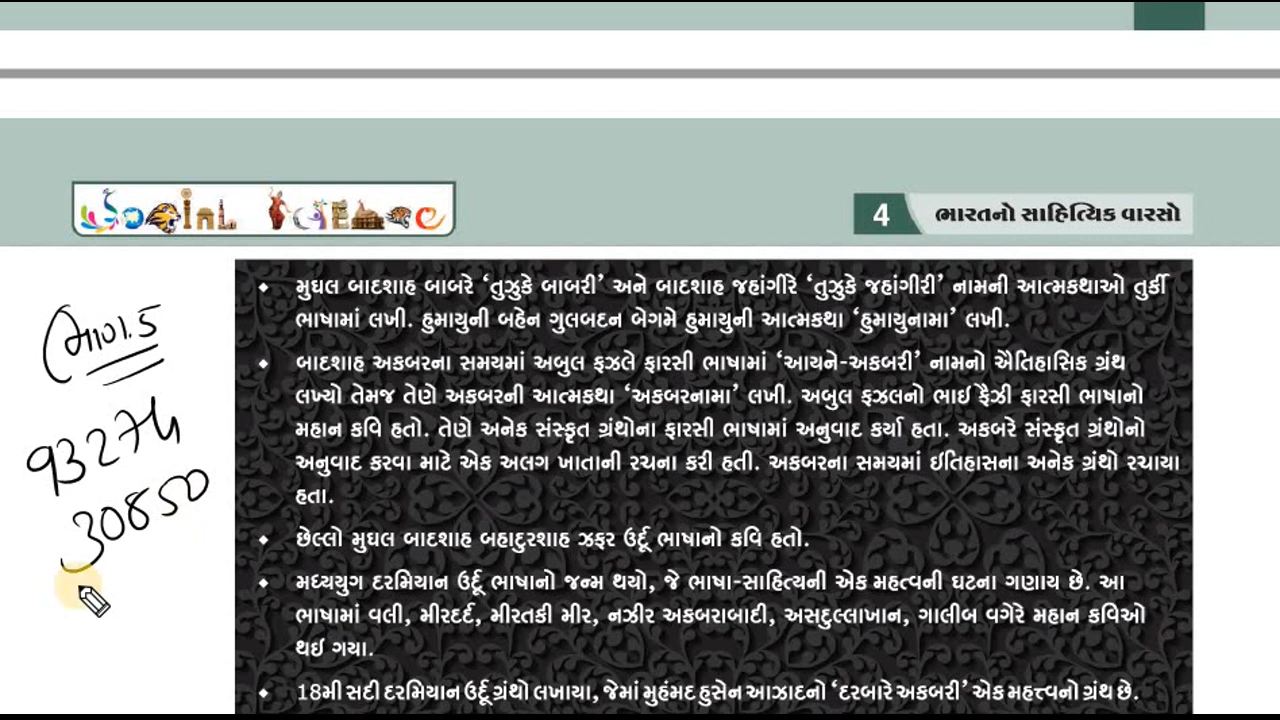 Social Science
4 ભારતનો સાહિત્યિક વારસો
મુઘલ બાદશાહ બાબરે ‘તુઝુકે બાબરી’ અને બાદશાહ જહાંગીરે ‘તુઝુકે જહાંગીરી’ નામની આત્મકથાઓ તુર્કી
ભાષામાં લખી. હુમાયુની બહેન ગુલબદન બેગમે હુમાયુની આત્મકથા ‘હુમાયુનામા’ લખી.
બાદશાહ અકબરના સમયમાં અબુલ ફઝલે ફારસી ભાષામાં ‘આયને-અકબરી’ નામનો ઐતિહાસિક ગ્રંથ
લખ્યો તેમજ તેણે અકબરની આત્મકથા ‘અકબરનામા’ લખી. અબુલ ફઝલનો ભાઈ ફૈઝી ફારસી ભાષાનો
મહાન કવિ હતો. તેણે અનેક સંસ્કૃત ગ્રંથોના ફારસી ભાષામાં અનુવાદ કર્યા હતા. અકબરે સંસ્કૃત ગ્રંથોનો
અનુવાદ કરવા માટે એક અલગ ખાતાની રચના કરી હતી. અકબરના સમયમાં ઈતિહાસના અનેક ગ્રંથો રચાયા
હતા.
છેલ્લો મુઘલ બાદશાહ બહાદુરશાહ ઝફર ઉર્દૂ ભાષાનો કવિ હતો.
મધ્યયુગ દરમિયાન ઉર્દૂ ભાષાનો જન્મ થયો, જે ભાષા-સાહિત્યની એક મહત્વની ઘટના ગણાય છે. આ
ભાષામાં વલી, મીરદર્દ, મીરતકી મીર, નઝીર અકબરાબાદી, અસદુલ્લાખાન, ગાલીબ વગેરે મહાન કવિઓ
થઈ ગયા.
18મી સદી દરમિયાન ઉર્દૂ ગ્રંથો લખાયા, જેમાં મુહંમદ હુસેન આઝાદનો ‘દરબારે અકબરી’ એક મહત્ત્વનો ગ્રંથ છે.
93274
30850